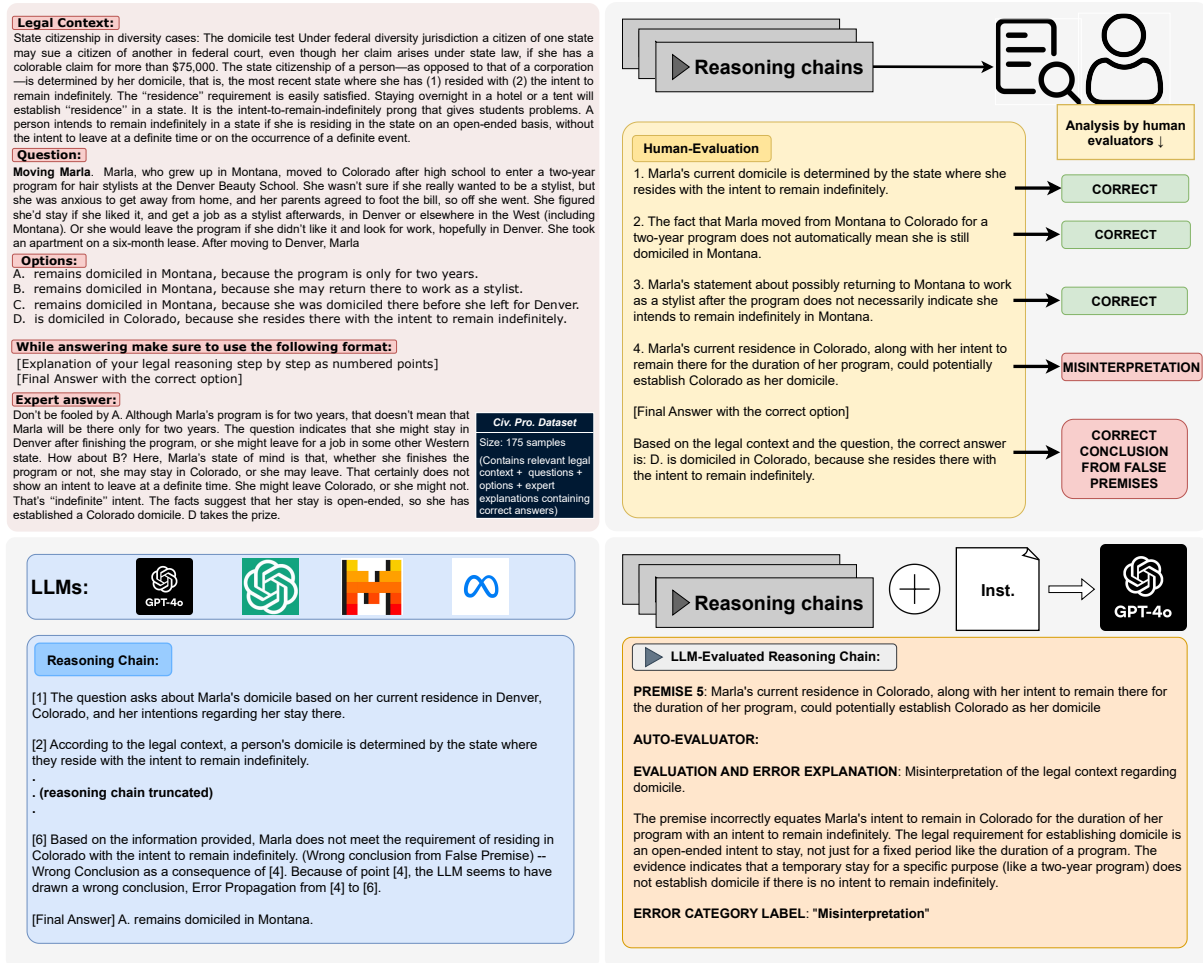 Legal Context:
State citizenship in diversity cases: The domicile test Under federal diversity jurisdiction a citizen of one state
may sue a citizen of another in federal court, even though her claim arises under state law, if she has a
colorable claim for more than $75,000. The state citizenship of a person—as opposed to that of a corporation
—is determined by her domicile, that is, the most recent state where she has (1) resided with (2) the intent to
remain indefinitely. The “residence” requirement is easily satisfied. Staying overnight in a hotel or a tent will
establish “residence” in a state. It is the intent-to-remain-indefinitely prong that gives students problems. A
person intends to remain indefinitely in a state if she is residing in the state on an open-ended basis, without
the intent to leave at a definite time or on the occurrence of a definite event.
Question:
Moving Marla. Marla, who grew up in Montana, moved to Colorado after high school to enter a two-year
program for hair stylists at the Denver Beauty School. She wasn’t sure if she really wanted to be a stylist, but
she was anxious to get away from home, and her parents agreed to foot the bill, so off she went. She figured
she’d stay if she liked it, and get a job as a stylist afterwards, in Denver or elsewhere in the West (including
Montana). Or she would leave the program if she didn’t like it and look for work, hopefully in Denver. She took
an apartment on a six-month lease. After moving to Denver, Marla
Options:
A. remains domiciled in Montana, because the program is only for two years.
B. remains domiciled in Montana, because she may return there to work as a stylist.
C. remains domiciled in Montana, because she was domiciled there before she left for Denver.
D. is domiciled in Colorado, because she resides there with the intent to remain indefinitely.
While answering make sure to use the following format:
[Explanation of your legal reasoning step by step as numbered points]
[Final Answer with the correct option]
Expert answer:
Don’t be fooled by A. Although Marla’s program is for two years, that doesn’t mean that
Marla will be there only for two years. The question indicates that she might stay in
Denver after finishing the program, or she might leave for a job in some other Western
state. How about B? Here, Marla’s state of mind is that, whether she finishes the
program or not, she may stay in Colorado, or she may leave. That certainly does not
show an intent to leave at a definite time. She might leave Colorado, or she might not.
That’s “indefinite” intent. The facts suggest that her stay is open-ended, so she has
established a Colorado domicile. D takes the prize.
Civ. Pro. Dataset
Size: 175 samples
(Contains relevant legal
context + questions +
options + expert
explanations containing
correct answers)
Reasoning chains
Analysis by human
evaluators ↓
Human-Evaluation
1. Marla's current domicile is determined by the state where she
resides with the intent to remain indefinitely.
CORRECT
2. The fact that Marla moved from Montana to Colorado for a
two-year program does not automatically mean she is still
domiciled in Montana.
CORRECT
3. Marla's statement about possibly returning to Montana to work
as a stylist after the program does not necessarily indicate she
intends to remain indefinitely in Montana.
CORRECT
4. Marla's current residence in Colorado, along with her intent to
remain there for the duration of her program, could potentially
establish Colorado as her domicile.
MISINTERPRETATION
[Final Answer with the correct option]
Based on the legal context and the question, the correct answer
is: D. is domiciled in Colorado, because she resides there with
the intent to remain indefinitely.
CORRECT
CONCLUSION
FROM FALSE
PREMISES
LLMs:
GPT-4o
Reasoning Chain:
[1] The question asks about Marla's domicile based on her current residence in Denver,
Colorado, and her intentions regarding her stay there.
[2] According to the legal context, a person's domicile is determined by the state where
they reside with the intent to remain indefinitely.
.
. (reasoning chain truncated)
.
[6] Based on the information provided, Marla does not meet the requirement of residing in
Colorado with the intent to remain indefinitely. (Wrong conclusion from False Premise) --
Wrong Conclusion as a consequence of [4]. Because of point [4], the LLM seems to have
drawn a wrong conclusion, Error Propagation from [4] to [6].
[Final Answer] A. remains domiciled in Montana.
Reasoning chains
Inst.
GPT-4o
LLM-Evaluated Reasoning Chain:
PREMISE 5: Marla's current residence in Colorado, along with her intent to remain there for
the duration of her program, could potentially establish Colorado as her domicile
AUTO-EVALUATOR:
EVALUATION AND ERROR EXPLANATION: Misinterpretation of the legal context regarding
domicile.
The premise incorrectly equates Marla's intent to remain in Colorado for the duration of her
program with an intent to remain indefinitely. The legal requirement for establishing domicile is
an open-ended intent to stay, not just for a fixed period like the duration of a program. The
evidence indicates that a temporary stay for a specific purpose (like a two-year program) does
not establish domicile if there is no intent to remain indefinitely.
ERROR CATEGORY LABEL: "Misinterpretation"